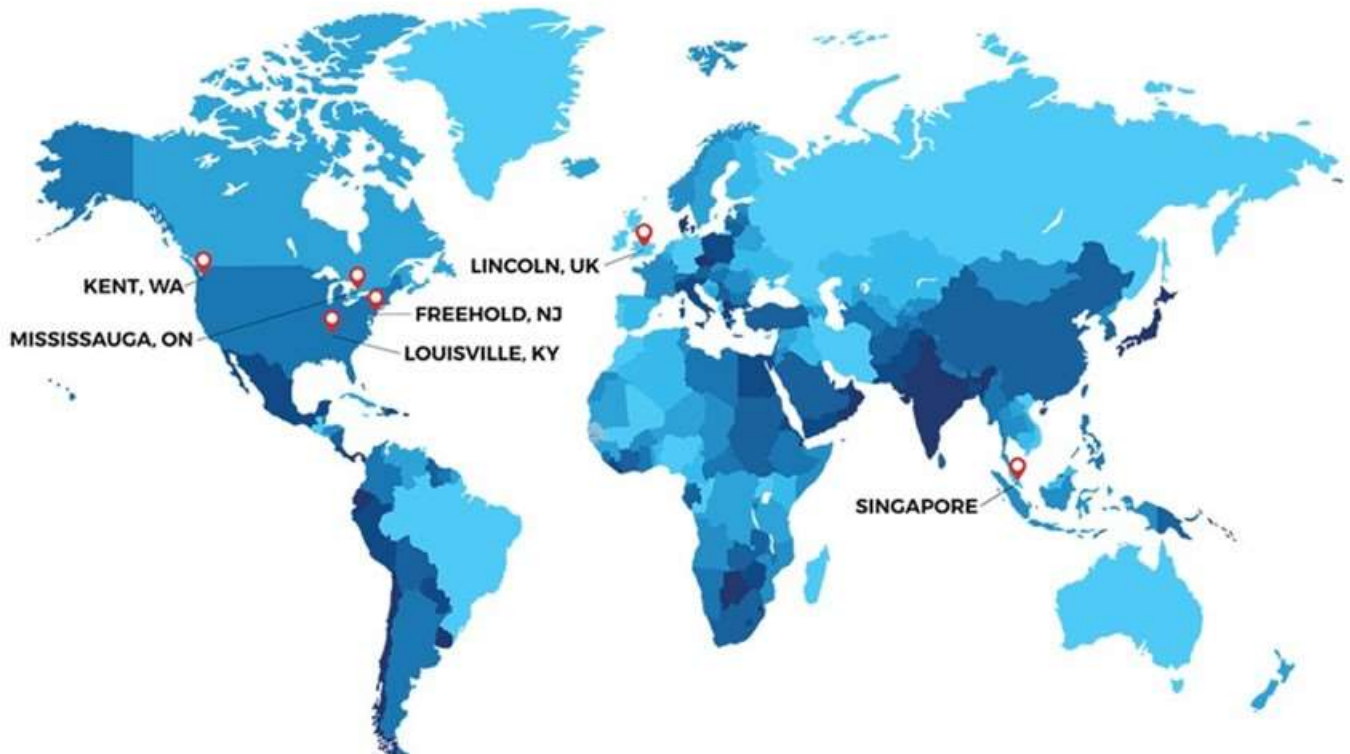 LINCOLN, UK
KENT, WA
FREEHOLD, NJ
MISSISSAUGA, ON
LOUISVILLE, KY
SINGAPORE